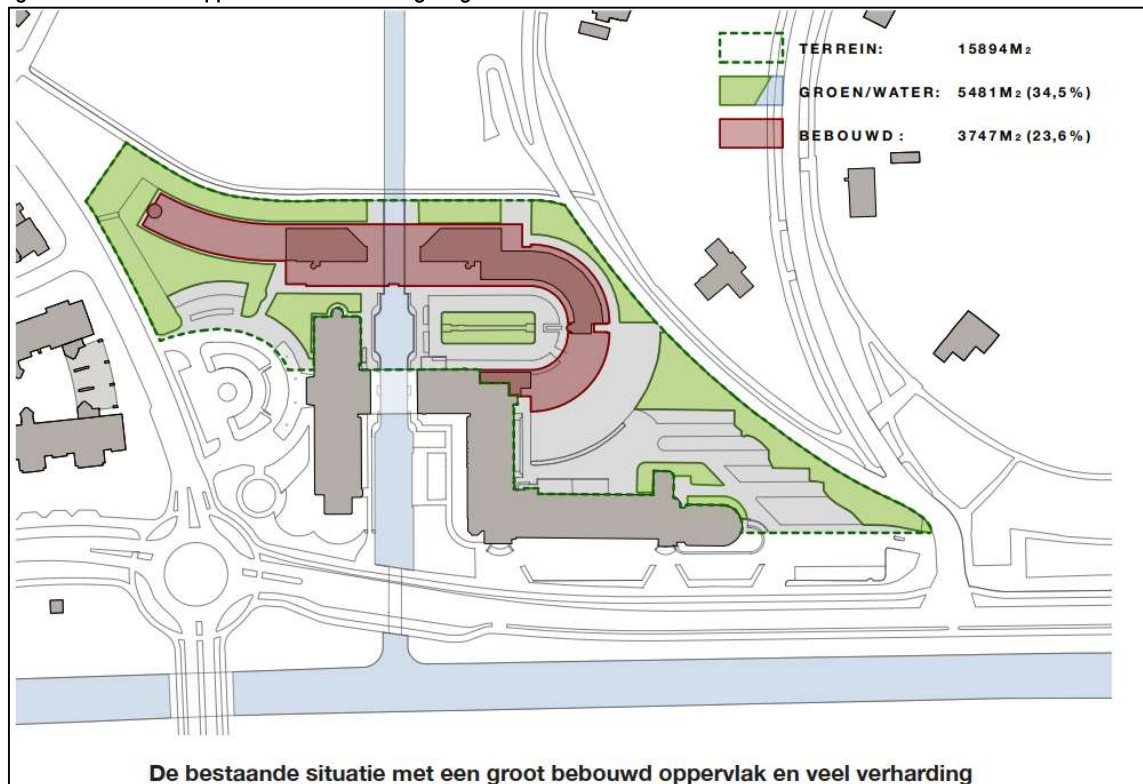 TERREIN: 15894M2
GROEN/WATER: 5481M2 (34,5%)
BEBOUWD : 3747M2 (23,6%)
De bestaande situatie met een groot bebouwd oppervlak en veel verharding